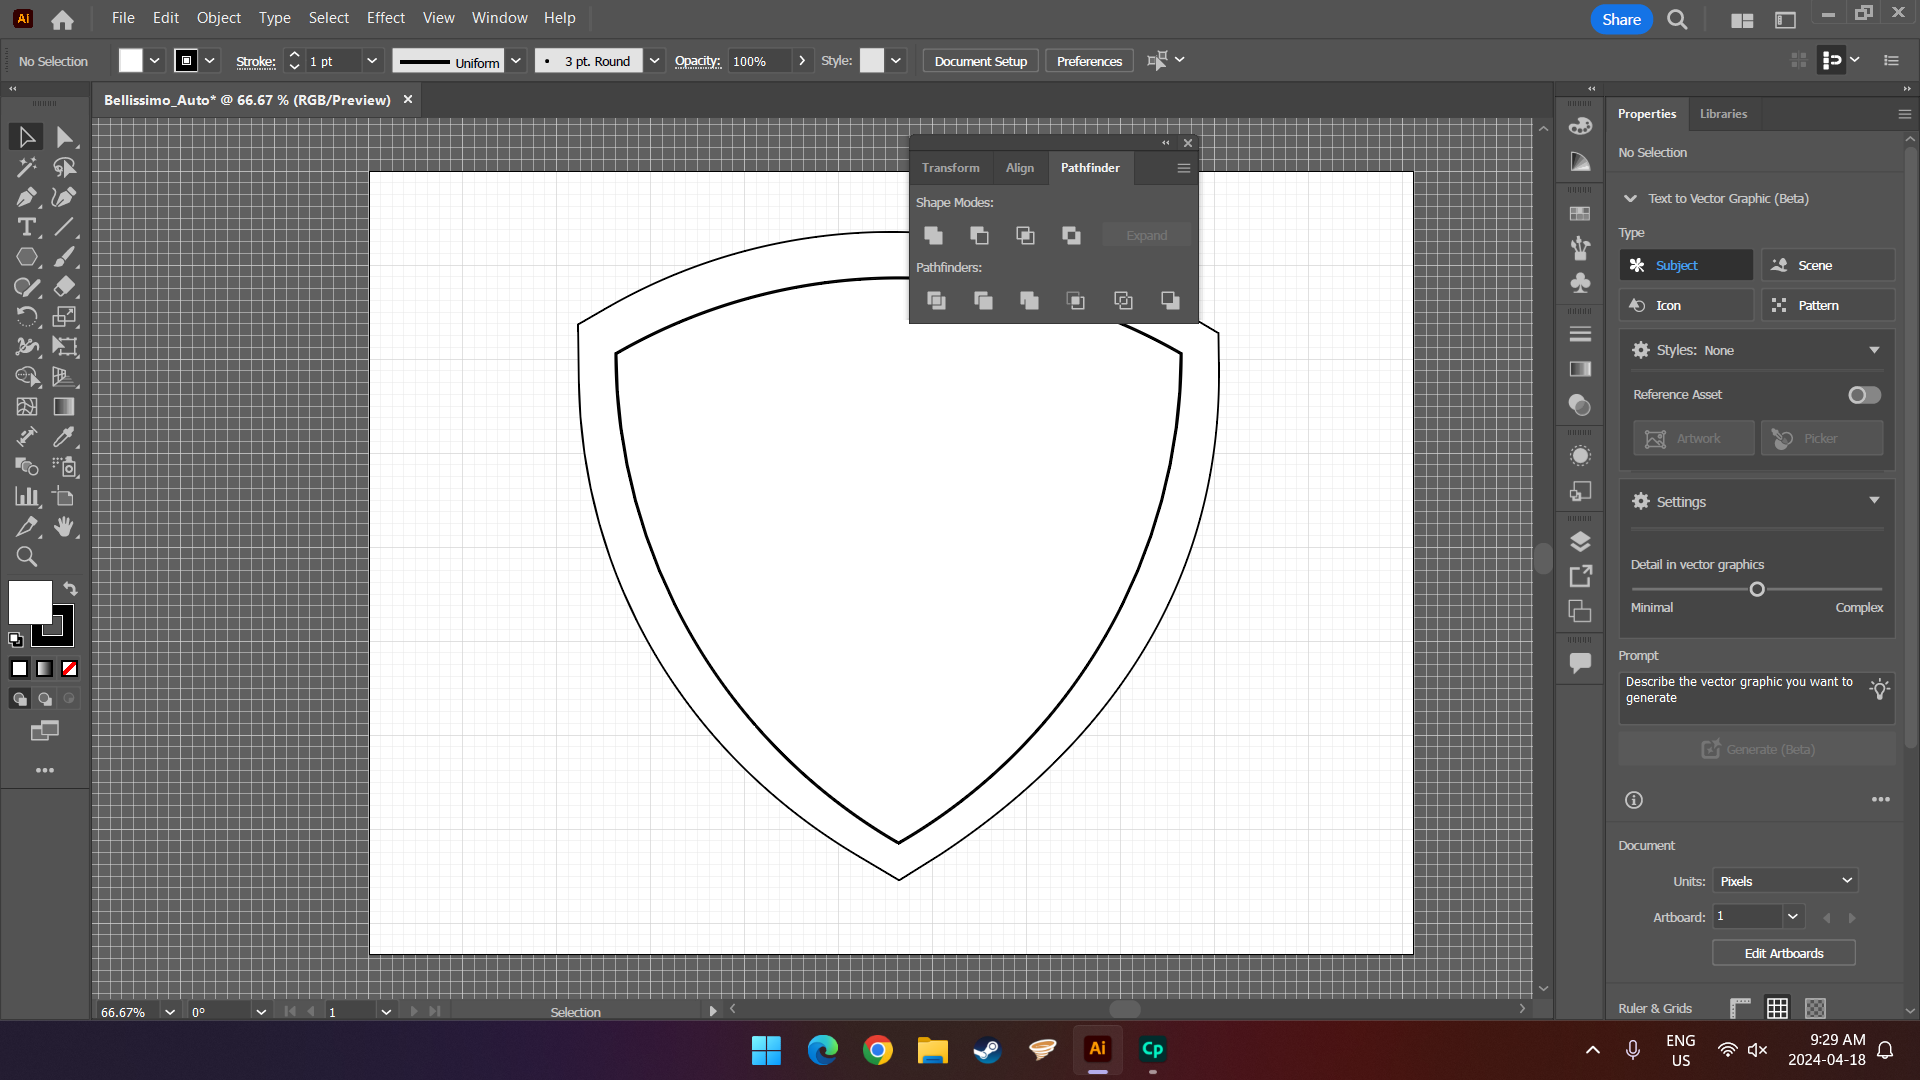 Ai File Edit Object Type Select Effect View Window Help Share
No Selection Stroke: 1 pt Uniform 3 pt. Round Opacity: 100% Style: Document Setup Preferences
Bellissimo_Auto* @ 66.67 % (RGB/Preview)
Transform Align Pathfinder
Shape Modes:
Expand
Pathfinders:
Properties Libraries
No Selection
Text to Vector Graphic (Beta)
Type
Subject Scene
Icon Pattern
Styles: None
Reference Asset
Artwork Picker
Settings
Detail in vector graphics
Minimal Complex
Prompt
Describe the vector graphic you want to
generate
Generate (Beta)
Document
Units: Pixels
Artboard: 1
Edit Artboards
Ruler & Grids
66.67% 0° 1 Selection
Ai Cp
ENG
US
9:29 AM
2024-04-18